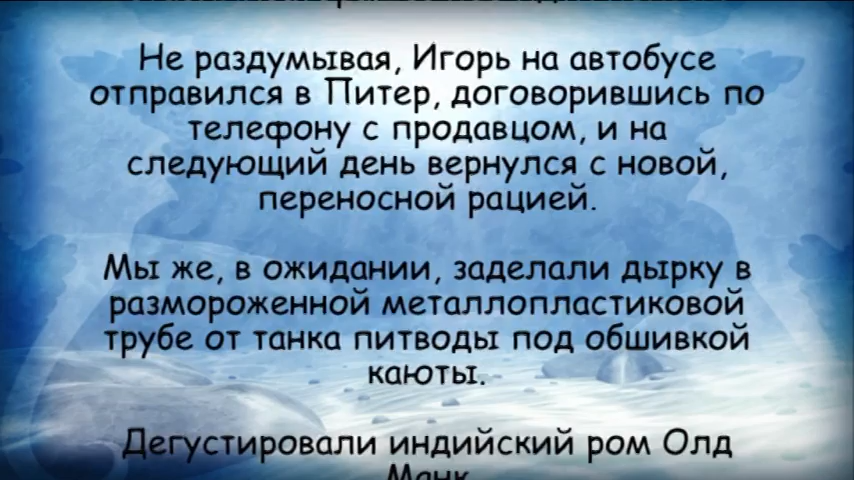 Не раздумывая, Игорь на автобусе
отправился в Питер, договорившись по
телефону с продавцом, и на
следующий день вернулся с новой,
переносной рацией.
Мы же, в ожидании, заделали дырку в
размороженной металлопластиковой
трубе от танка питводы под обшивкой
каюты.
Дегустировали индийский ром Олд
Манк